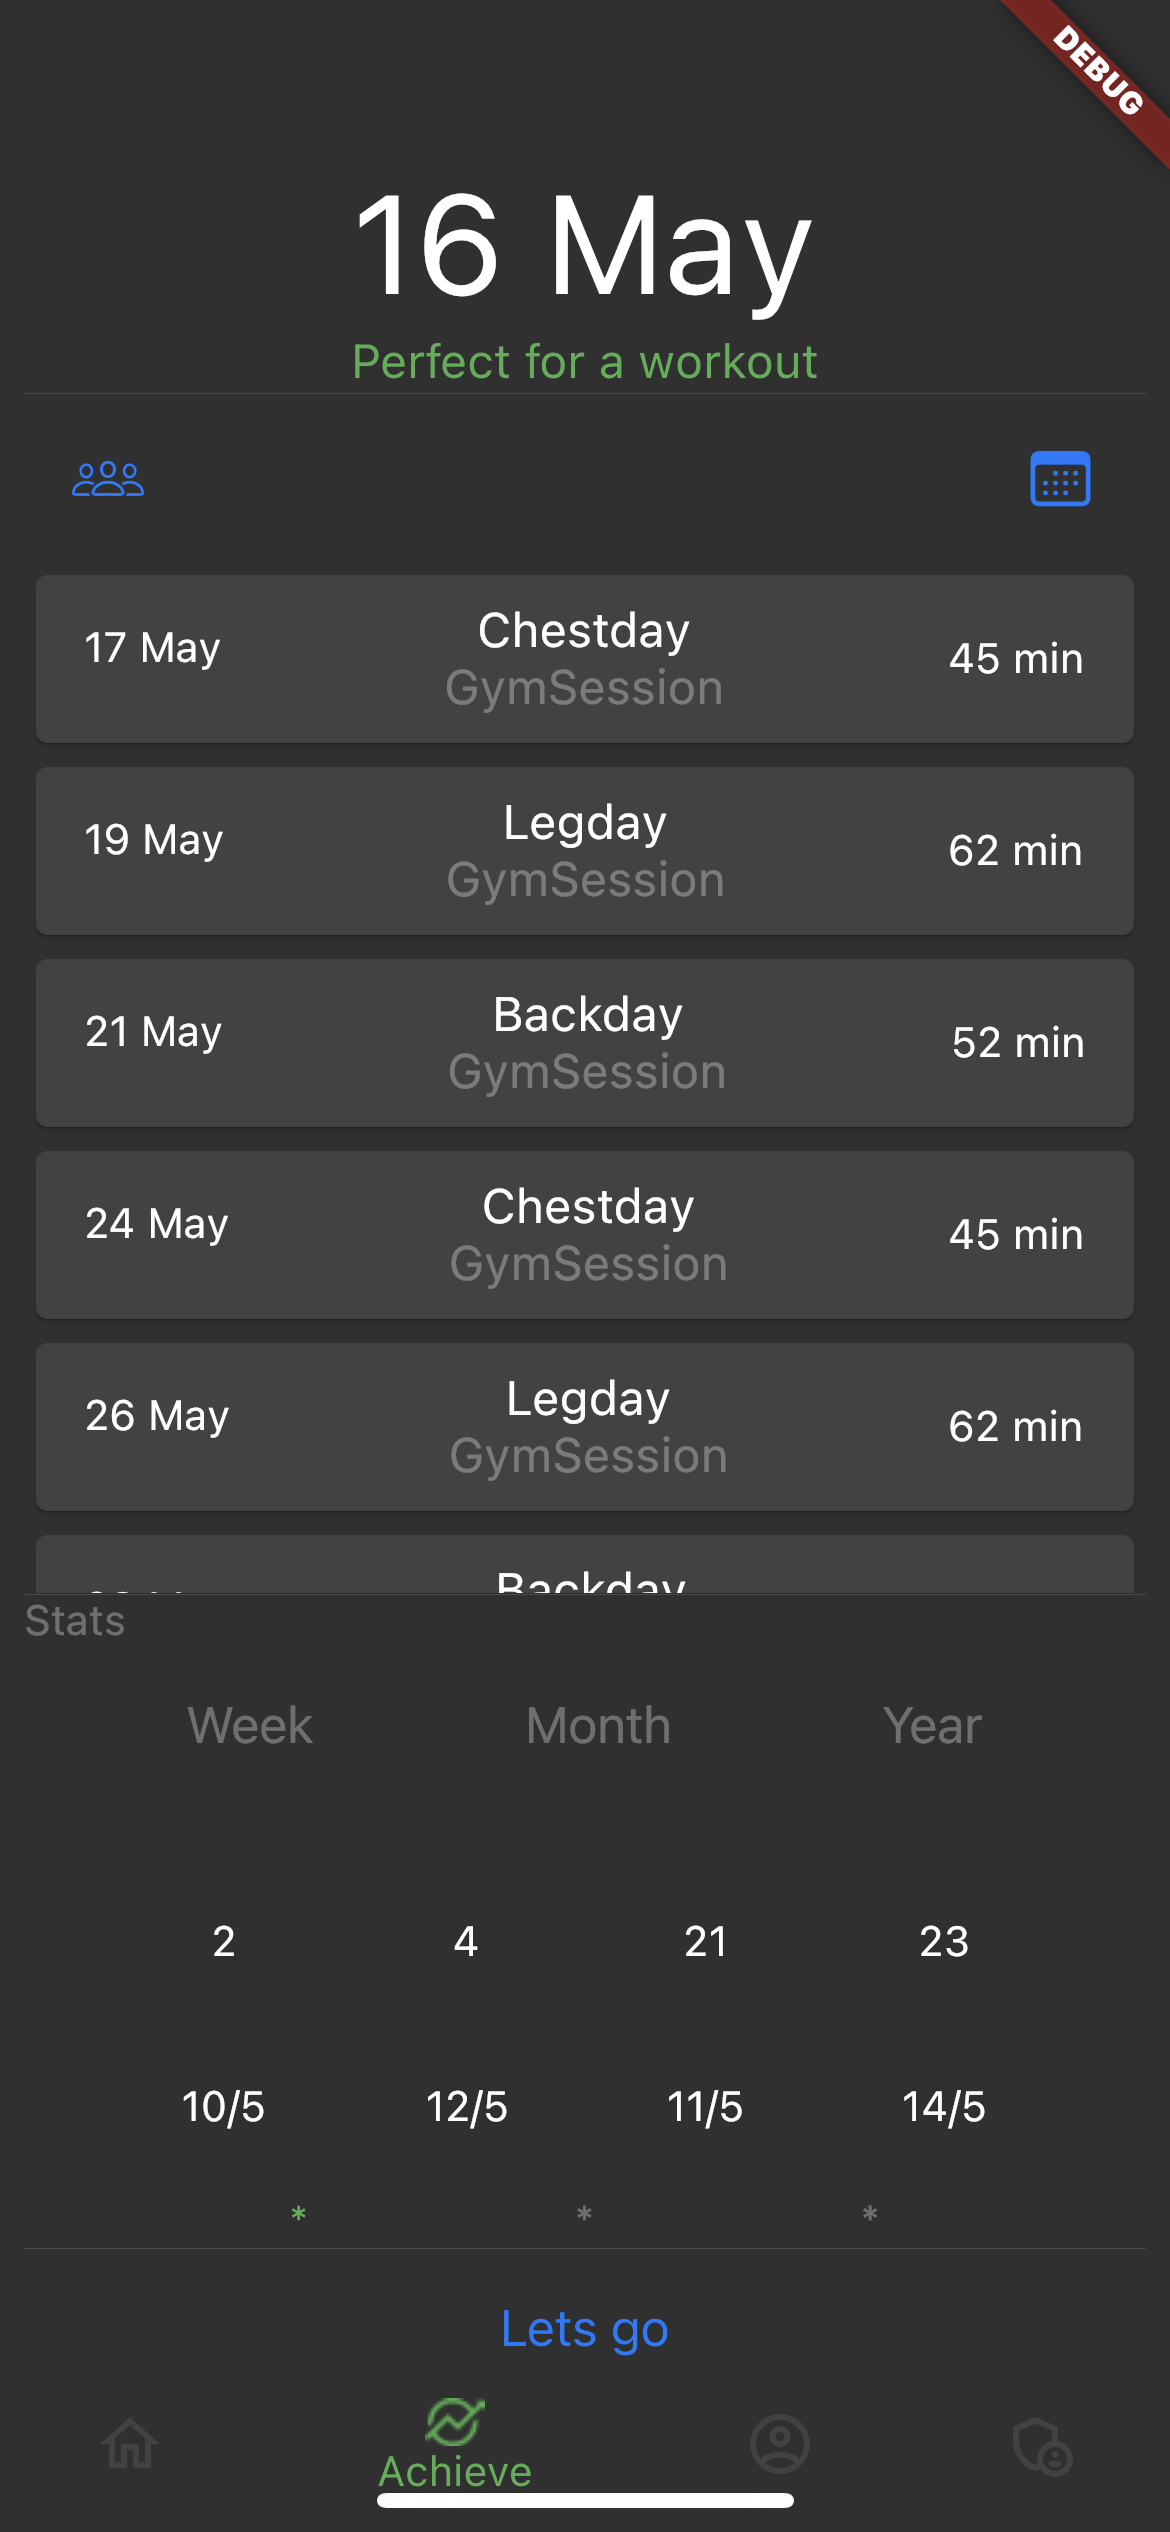 DEBUG
16 May
Perfect for a workout
17 May
Chestday
GymSession
45 min
19 May
Legday
GymSession
62 min
21 May
Backday
GymSession
52 min
24 May
Chestday
GymSession
45 min
26 May
Legday
GymSession
62 min
Backday
Stats
Week Month Year
2 4 21 23
10/5 12/5 11/5 14/5
* * *
Lets go
Achieve